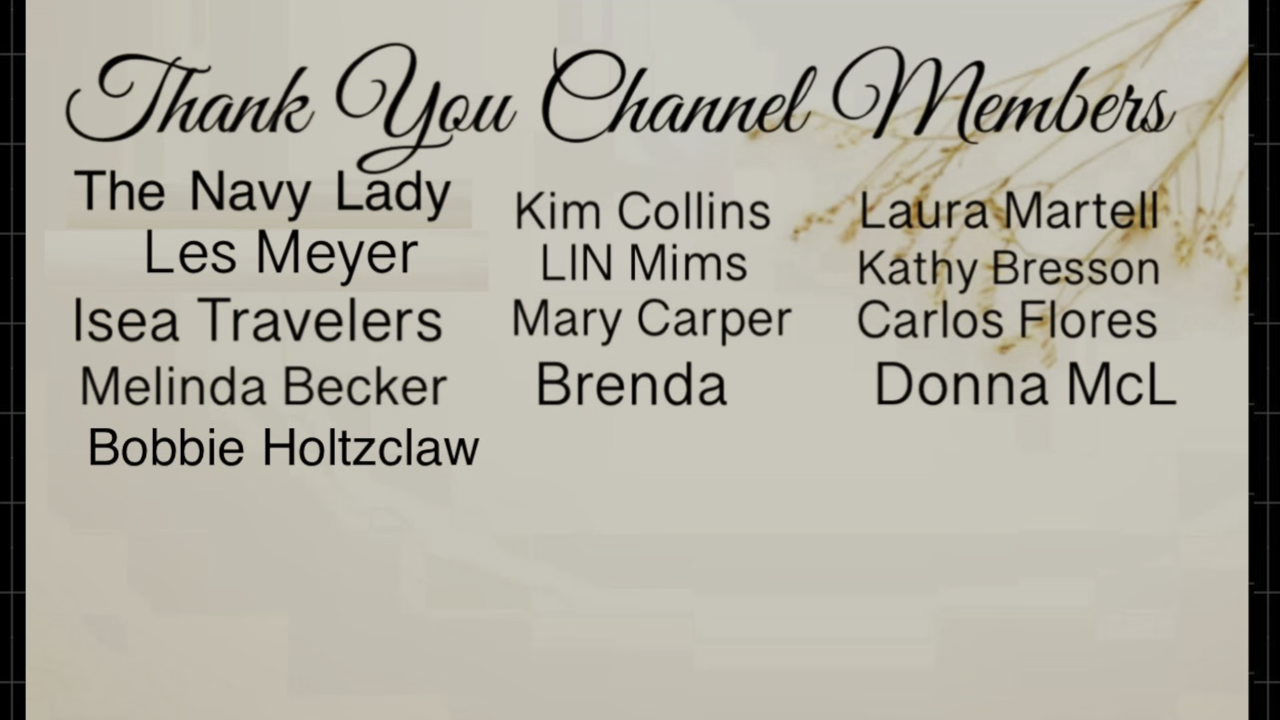 Thank You Channel Members
The Navy Lady
Les Meyer
Isea Travelers
Melinda Becker
Bobbie Holtzclaw
Kim Collins
LIN Mims
Mary Carper
Brenda
Laura Martell
Kathy Bresson
Carlos Flores
Donna McL